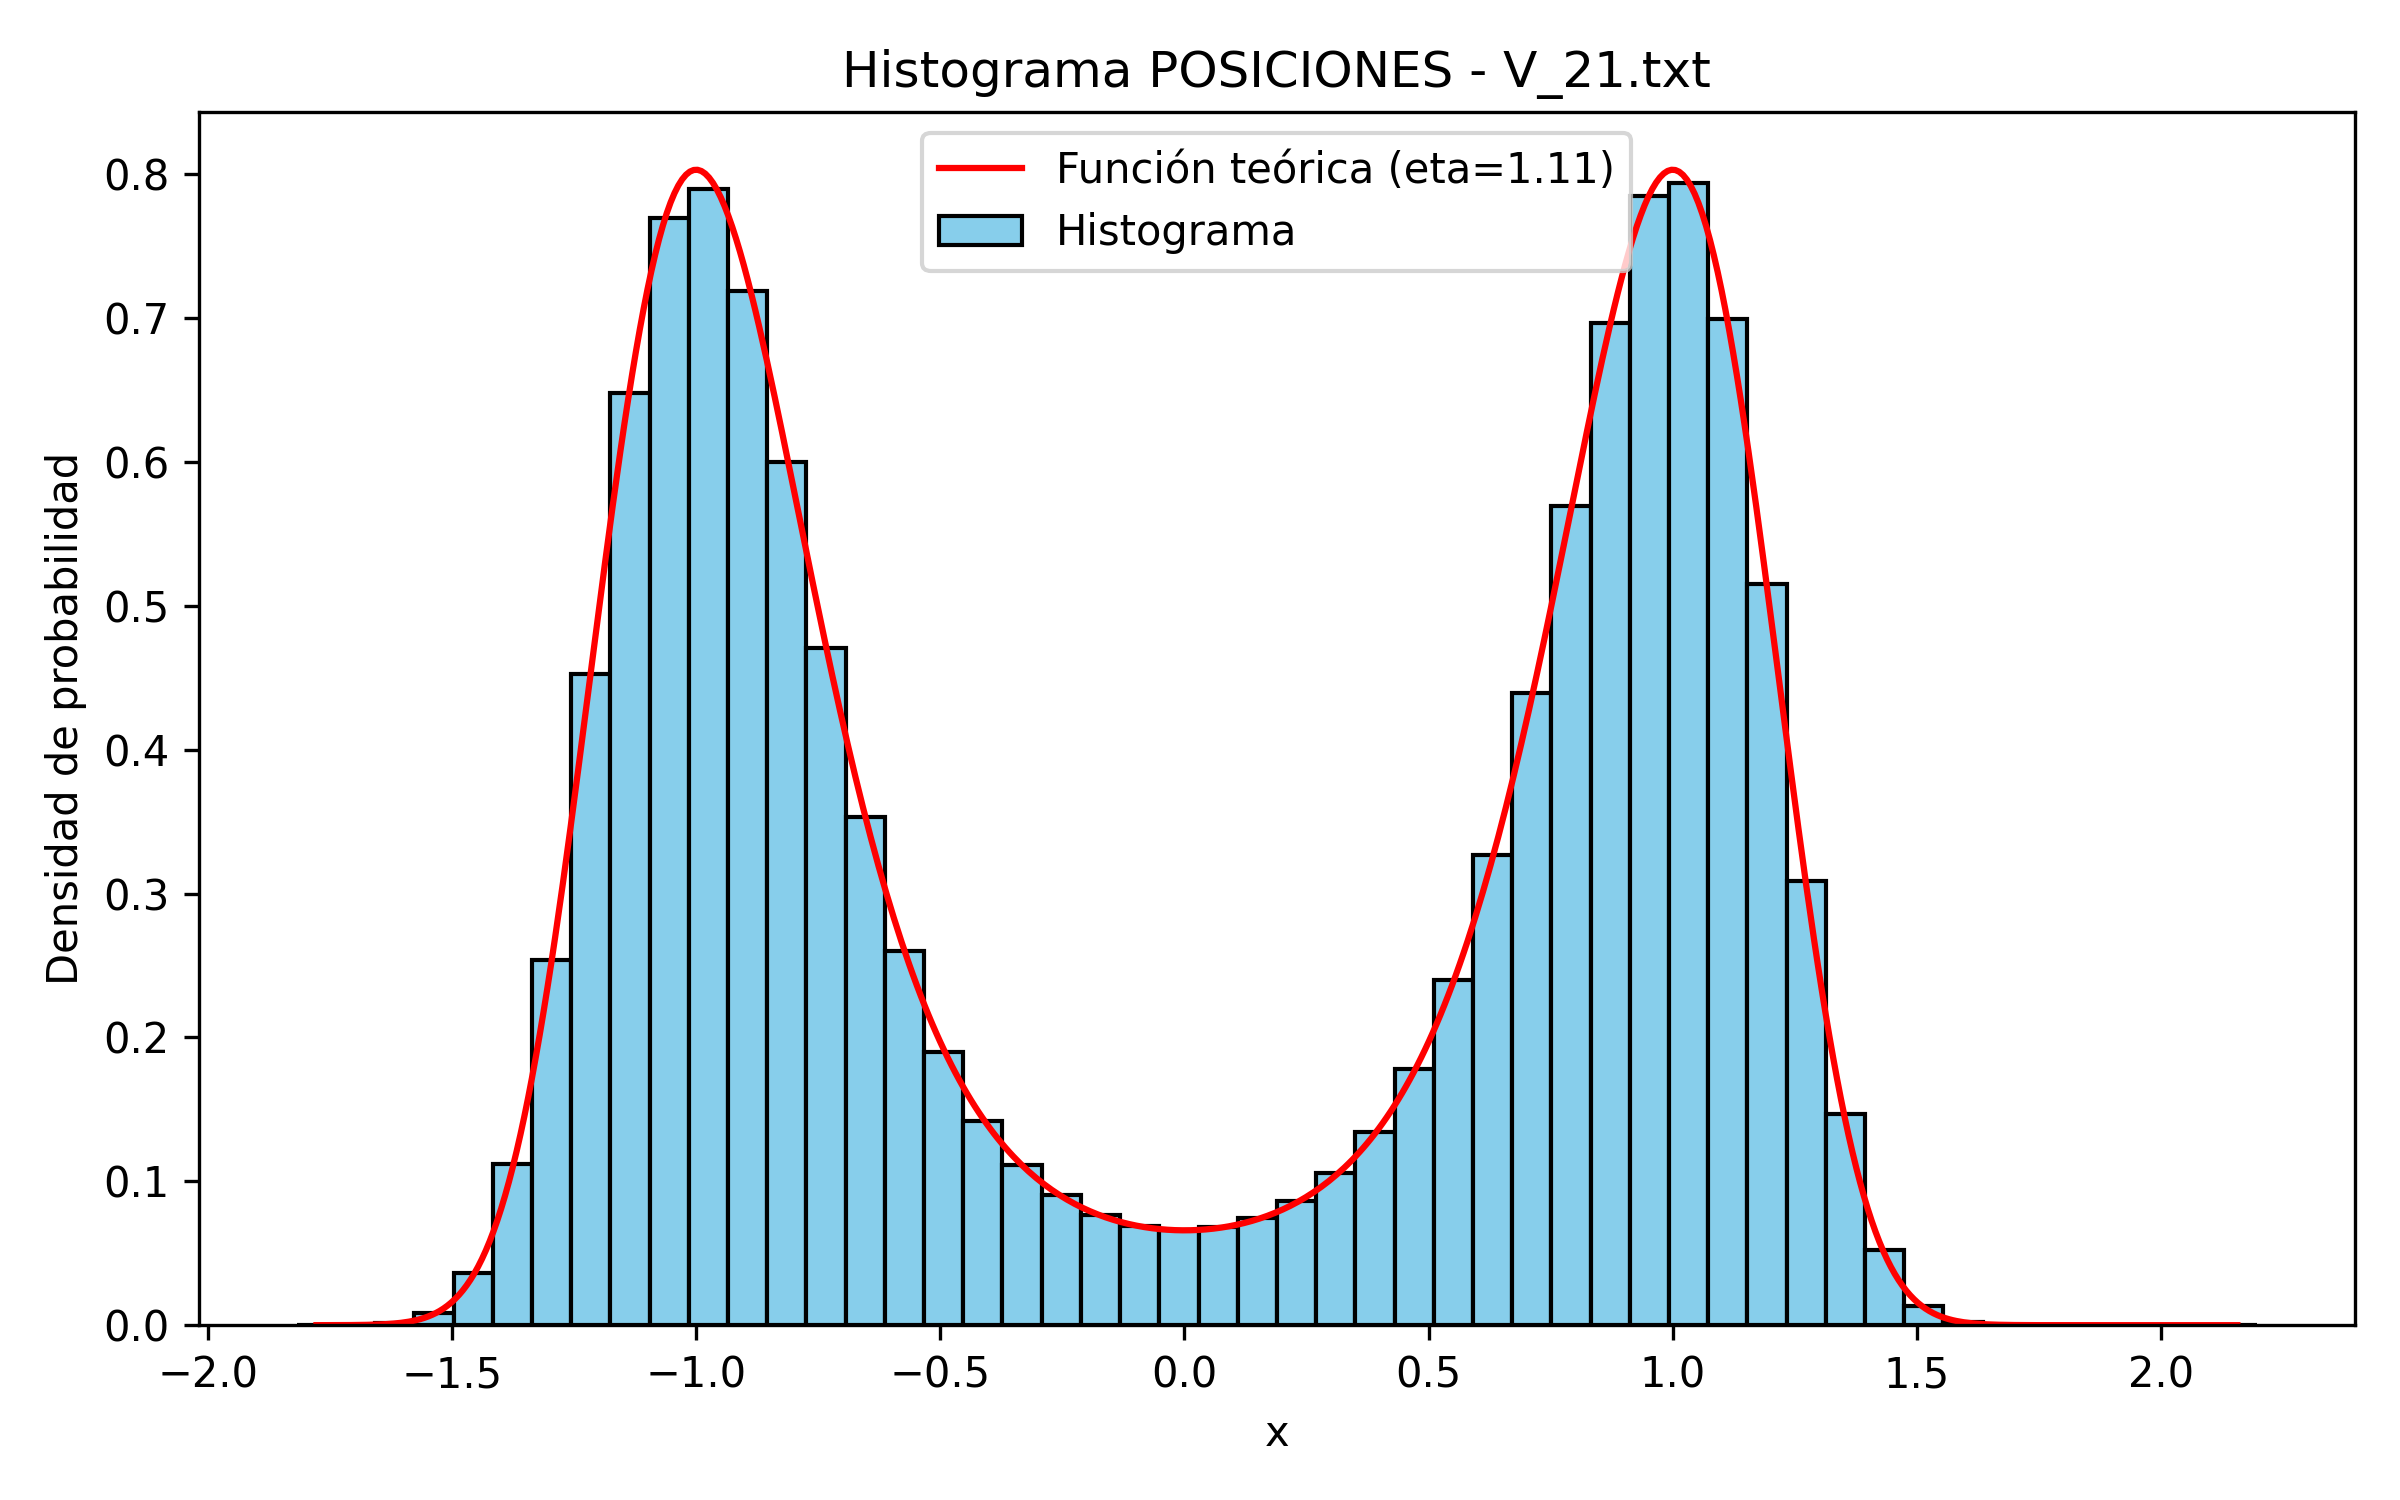 Histograma POSICIONES - V_21.txt
Función teórica (eta=1.11)
Histograma
Densidad de probabilidad
0.8
0.7
0.6
0.5
0.4
0.3
0.2
0.1
0.0
−2.0 −1.5 −1.0 −0.5 0.0 0.5 1.0 1.5 2.0
x